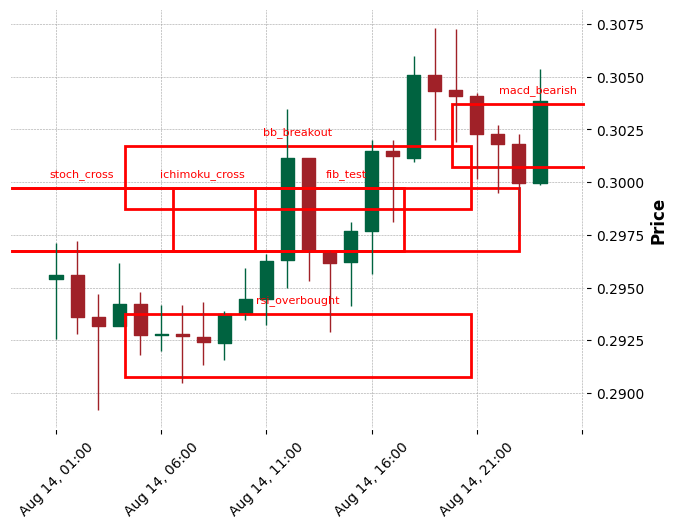 0.3075
macd_bearish
0.3050
bb_breakout
0.3025
stoch_cross
ichimoku_cross
fib_test
0.3000
Price
0.2975
0.2950
rsi_overbought
0.2925
0.2900
Aug 14, 01:00
Aug 14, 06:00
Aug 14, 11:00
Aug 14, 16:00
Aug 14, 21:00